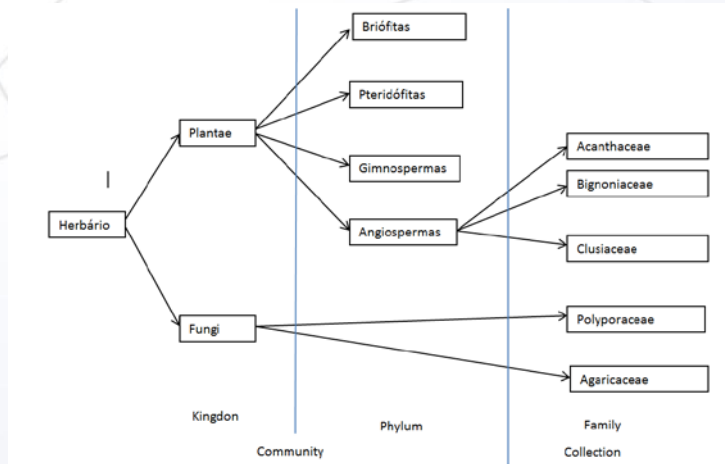 Briófitas
Pteridófitas
Plantae
Acanthaceae
Gimnospermas
Bignoniaceae
Herbário
Angiospermas
Clusiaceae
Fungi
Polyporaceae
Agaricaceae
Kingdon
Phylum
Family
Community
Collection